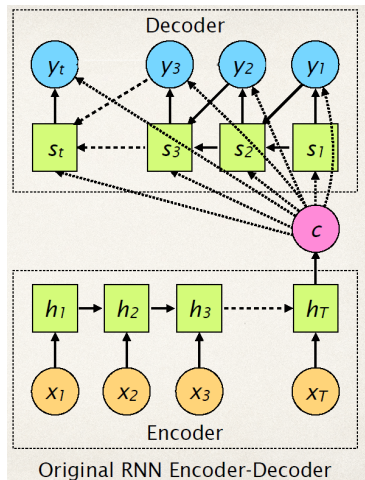 Decoder
yt y3 y2 y1
st s3 s2 s1
c
h1 h2 h3 hT
x1 x2 x3 xT
Encoder
Original RNN Encoder-Decoder